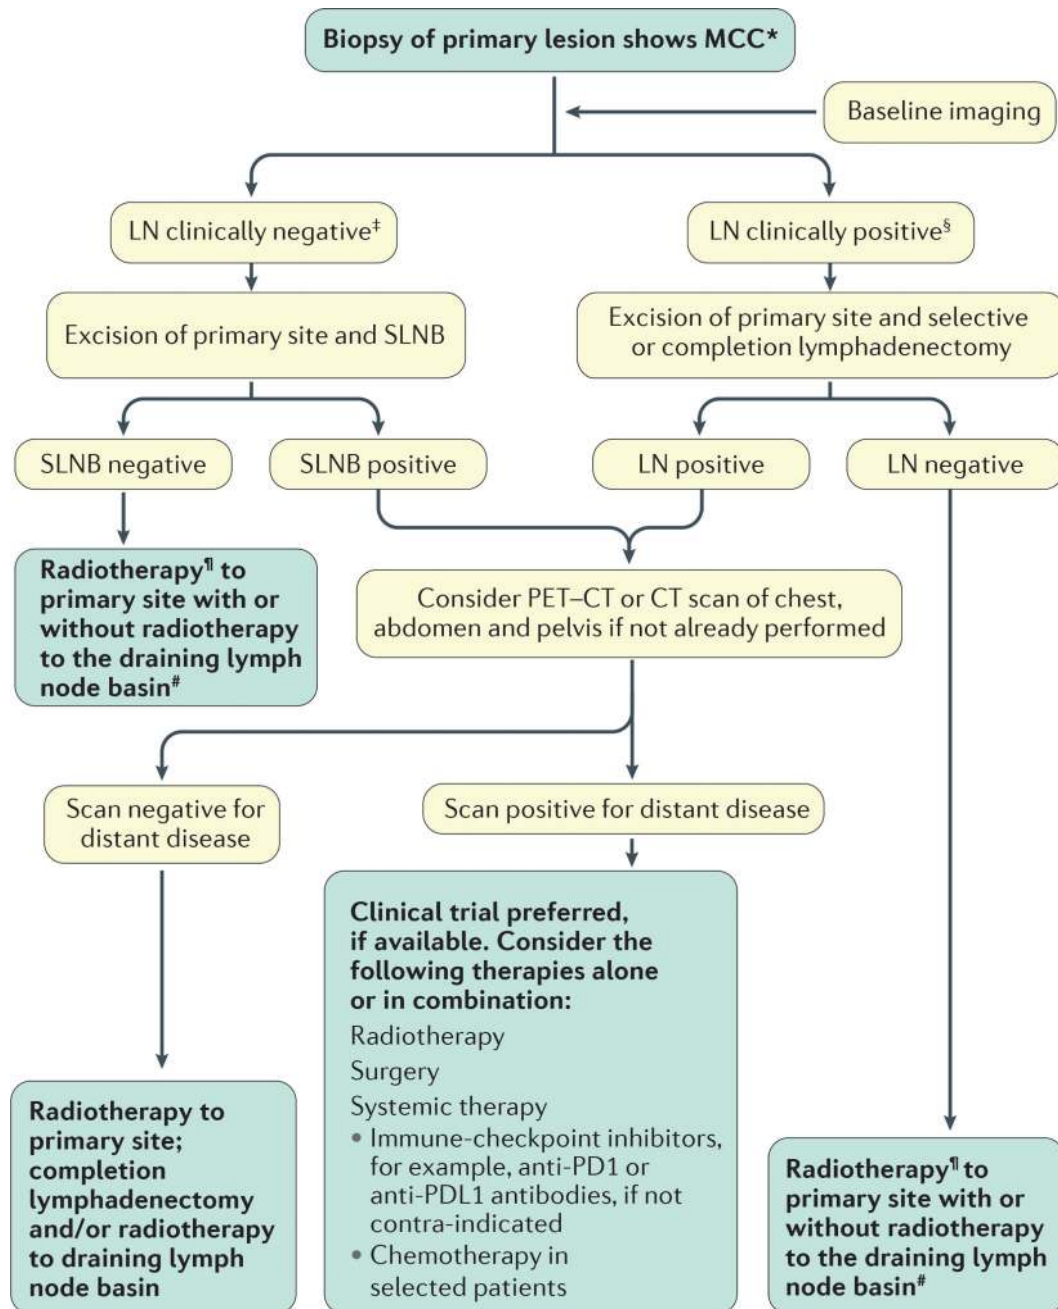 Biopsy of primary lesion shows MCC*
Baseline imaging
LN clinically negative‡
LN clinically positive§
Excision of primary site and SLNB
Excision of primary site and selective
or completion lymphadenectomy
SLNB negative
SLNB positive
LN positive
LN negative
Radiotherapy¶ to
primary site with or
without radiotherapy
to the draining lymph
node basin#
Consider PET–CT or CT scan of chest,
abdomen and pelvis if not already performed
Scan negative for
distant disease
Scan positive for distant disease
Radiotherapy to
primary site;
completion
lymphadenectomy
and/or radiotherapy
to draining lymph
node basin
Clinical trial preferred,
if available. Consider the
following therapies alone
or in combination:
Radiotherapy
Surgery
Systemic therapy
• Immune-checkpoint inhibitors,
for example, anti-PD1 or
anti-PDL1 antibodies, if not
contra-indicated
• Chemotherapy in
selected patients
Radiotherapy¶ to
primary site with or
without radiotherapy
to the draining lymph
node basin#